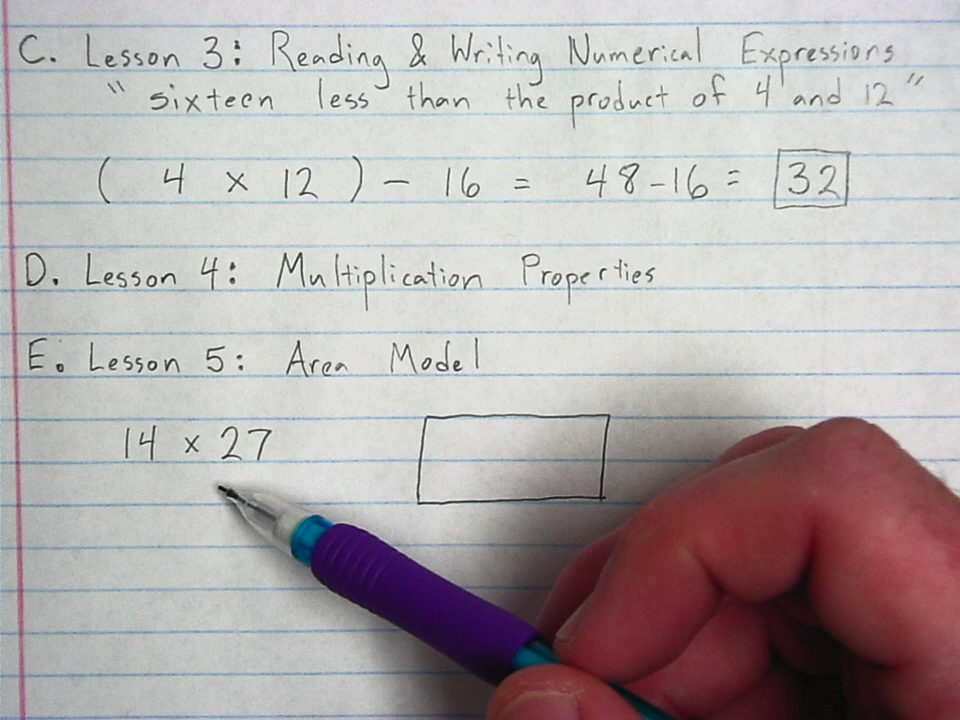 C. Lesson 3: Reading & Writing Numerical Expressions
" sixteen less than the product of 4 and 12 "
( 4 x 12 ) - 16 = 48-16 = 32
D. Lesson 4: Multiplication Properties
E. Lesson 5: Area Model
14 x 27